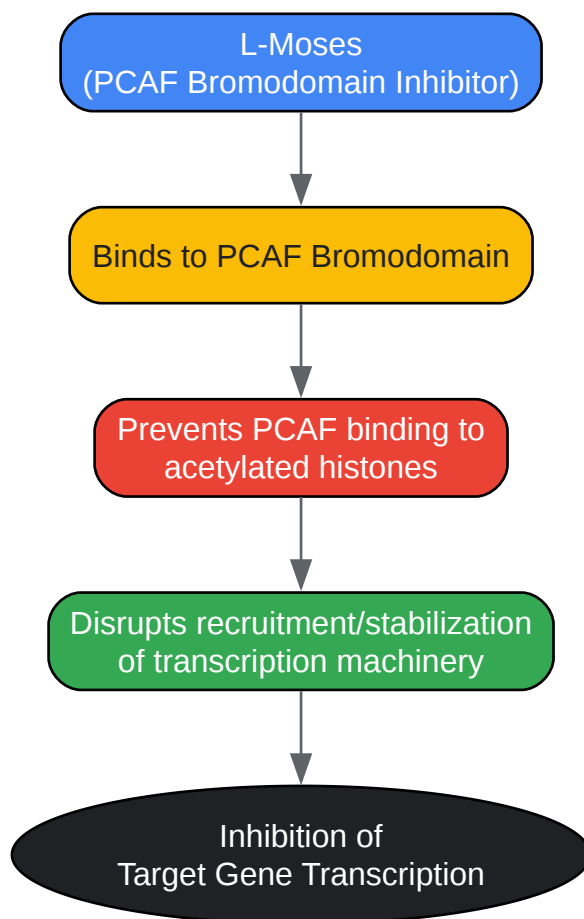 L-Moses
(PCAF Bromodomain Inhibitor)
Binds to PCAF Bromodomain
Prevents PCAF binding to
acetylated histones
Disrupts recruitment/stabilization
of transcription machinery
Inhibition of
Target Gene Transcription